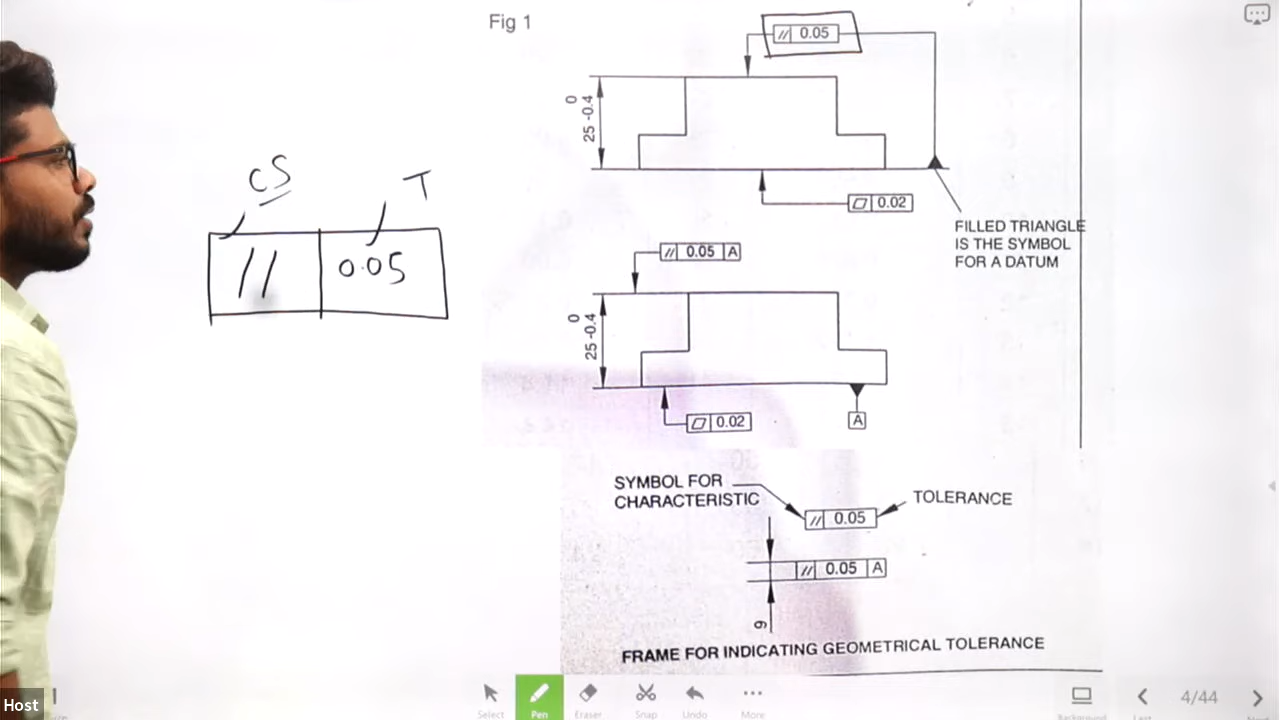 Fig 1
// 0.05
0
25 -0.4
0.02
FILLED TRIANGLE
IS THE SYMBOL
FOR A DATUM
CS
T
// 0.05
// 0.05 A
0
25 -0.4
0.02
A
SYMBOL FOR
CHARACTERISTIC
// 0.05
TOLERANCE
// 0.05 A
6
FRAME FOR INDICATING GEOMETRICAL TOLERANCE
Host
Select
Pen
Eraser
Snap
Undo
More
Background
Last
4/44